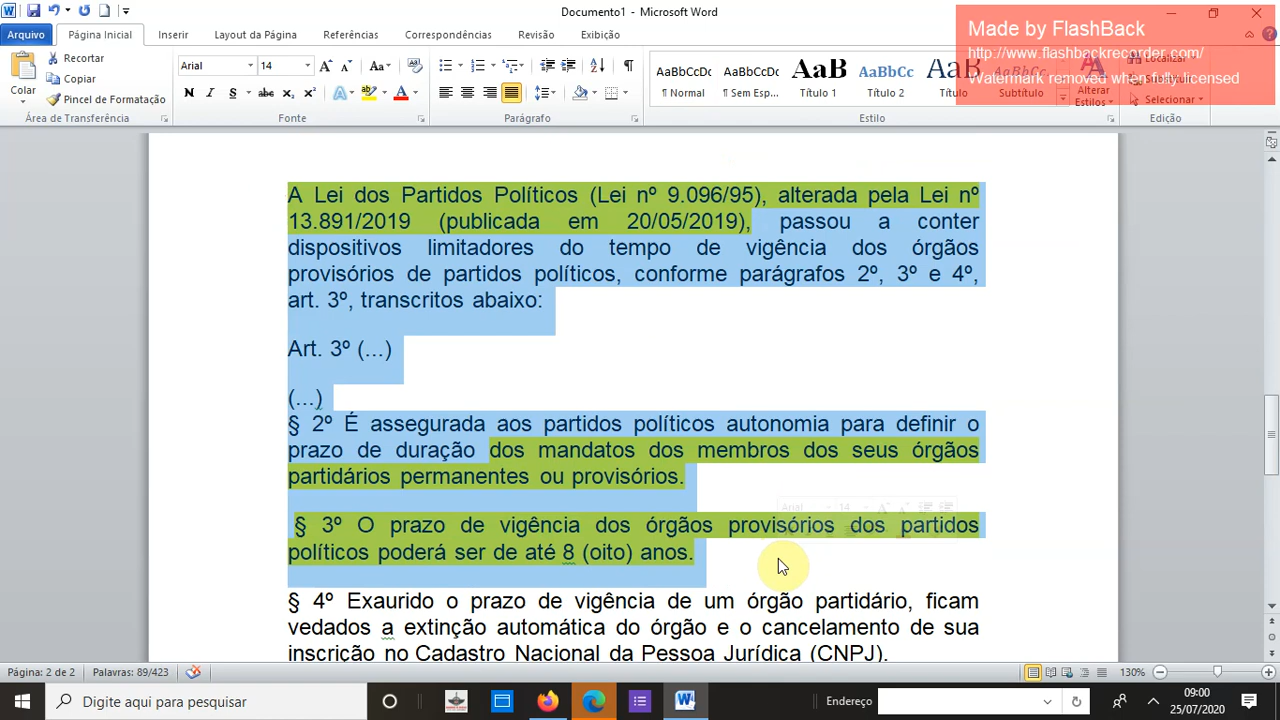 Documento1 - Microsoft Word
Made by FlashBack
http://www.flashbackrecorder.com/
Watermark removed when fully licensed
Arquivo Página Inicial Inserir Layout da Página Referências Correspondências Revisão Exibição
Colar
Recortar
Copiar
Pincel de Formatação
Área de Transferência
Arial 14
Fonte
Parágrafo
AaBbCcDc AaBbCcDc AaB AaBbCc AaB AaBbCcDc
¶ Normal ¶ Sem Esp... Título 1 Título 2 Título Subtítulo
Alterar Estilos
Estilo
Localizar
Selecionar
Edição
A Lei dos Partidos Políticos (Lei nº 9.096/95), alterada pela Lei nº
13.891/2019 (publicada em 20/05/2019), passou a conter
dispositivos limitadores do tempo de vigência dos órgãos
provisórios de partidos políticos, conforme parágrafos 2º, 3º e 4º,
art. 3º, transcritos abaixo:
Art. 3º (...)
(...)
§ 2º É assegurada aos partidos políticos autonomia para definir o
prazo de duração dos mandatos dos membros dos seus órgãos
partidários permanentes ou provisórios.
§ 3º O prazo de vigência dos órgãos provisórios dos partidos
políticos poderá ser de até 8 (oito) anos.
§ 4º Exaurido o prazo de vigência de um órgão partidário, ficam
vedados a extinção automática do órgão e o cancelamento de sua
inscrição no Cadastro Nacional da Pessoa Jurídica (CNPJ).
Página: 2 de 2 Palavras: 89/423 130%
Digite aqui para pesquisar
Endereço
09:00
25/07/2020